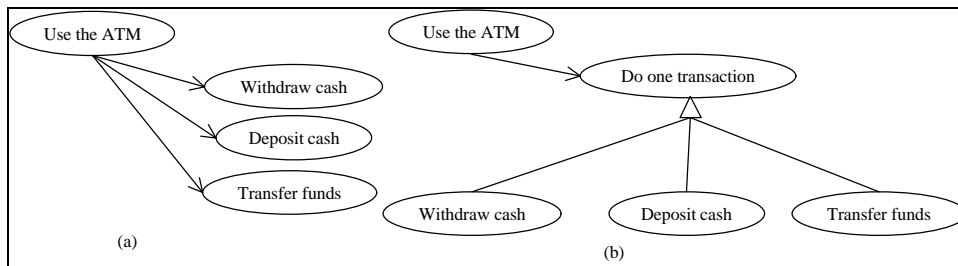 Use the ATM
Withdraw cash
Deposit cash
Transfer funds
(a)
Use the ATM
Do one transaction
Withdraw cash
Deposit cash
Transfer funds
(b)